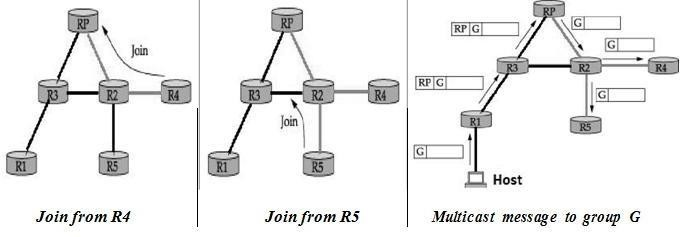 RP
Join
R3
R2
R4
R1
R5
Join from R4
RP
R3
R2
R4
Join
R1
R5
Join from R5
RP
RP G
G
G
R3
R2
R4
RP G
G
R1
R5
G
Host
Multicast message to group G